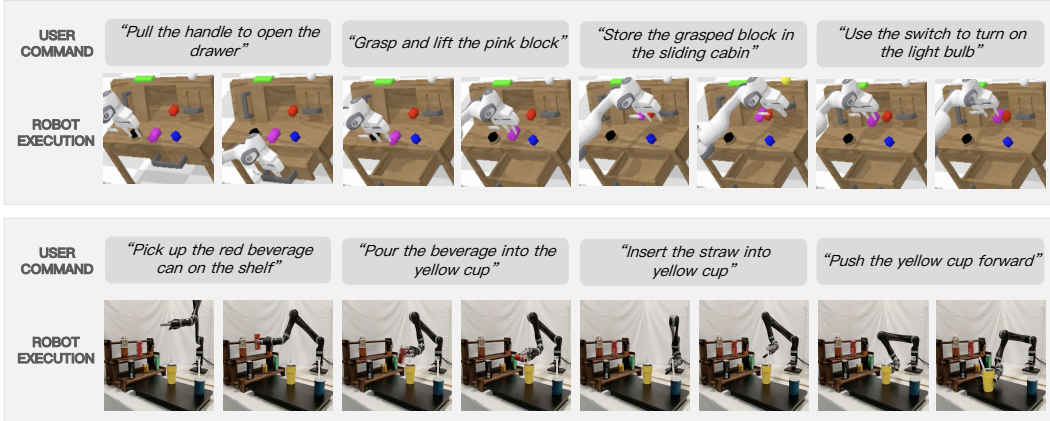 USER
COMMAND
“Pull the handle to open the
drawer”
“Grasp and lift the pink block”
“Store the grasped block in
the sliding cabin”
“Use the switch to turn on
the light bulb”
ROBOT
EXECUTION
USER
COMMAND
“Pick up the red beverage
can on the shelf”
“Pour the beverage into the
yellow cup”
“Insert the straw into
yellow cup”
“Push the yellow cup forward”
ROBOT
EXECUTION